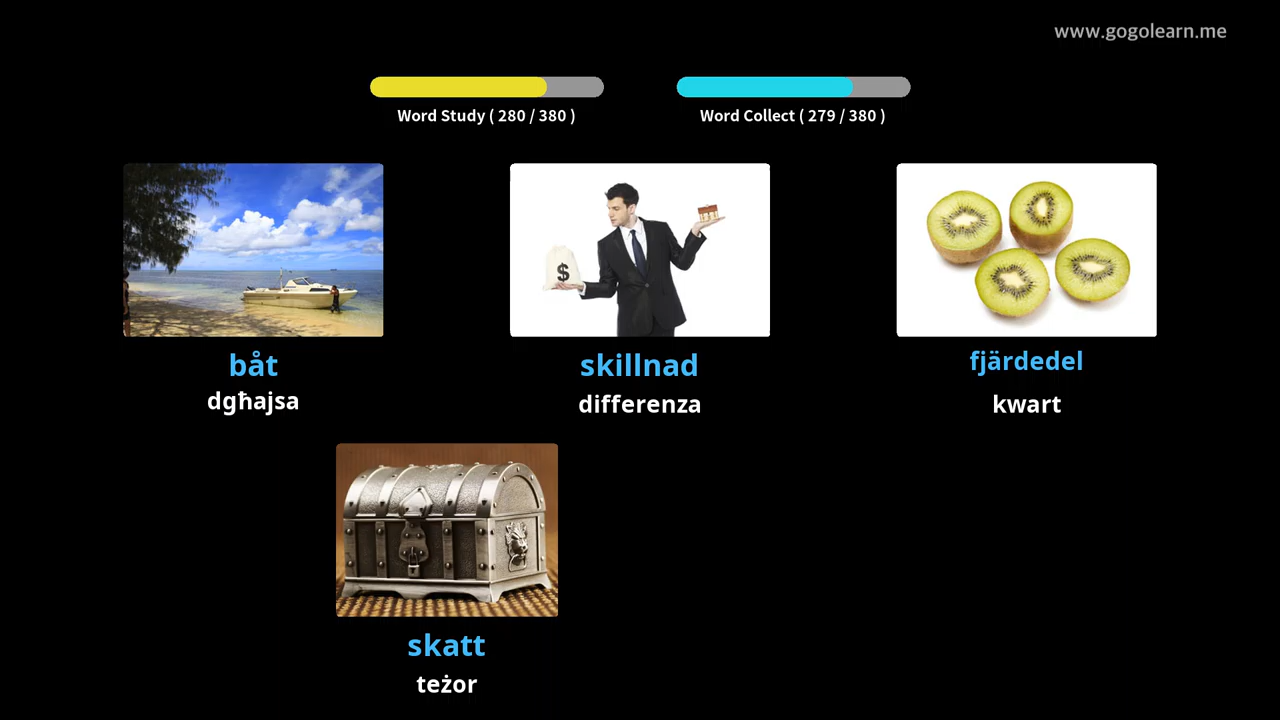 www.gogolearn.me
Word Study ( 280 / 380 )
Word Collect ( 279 / 380 )
$
båt
dgħajsa
skillnad
differenza
fjärdedel
kwart
skatt
teżor